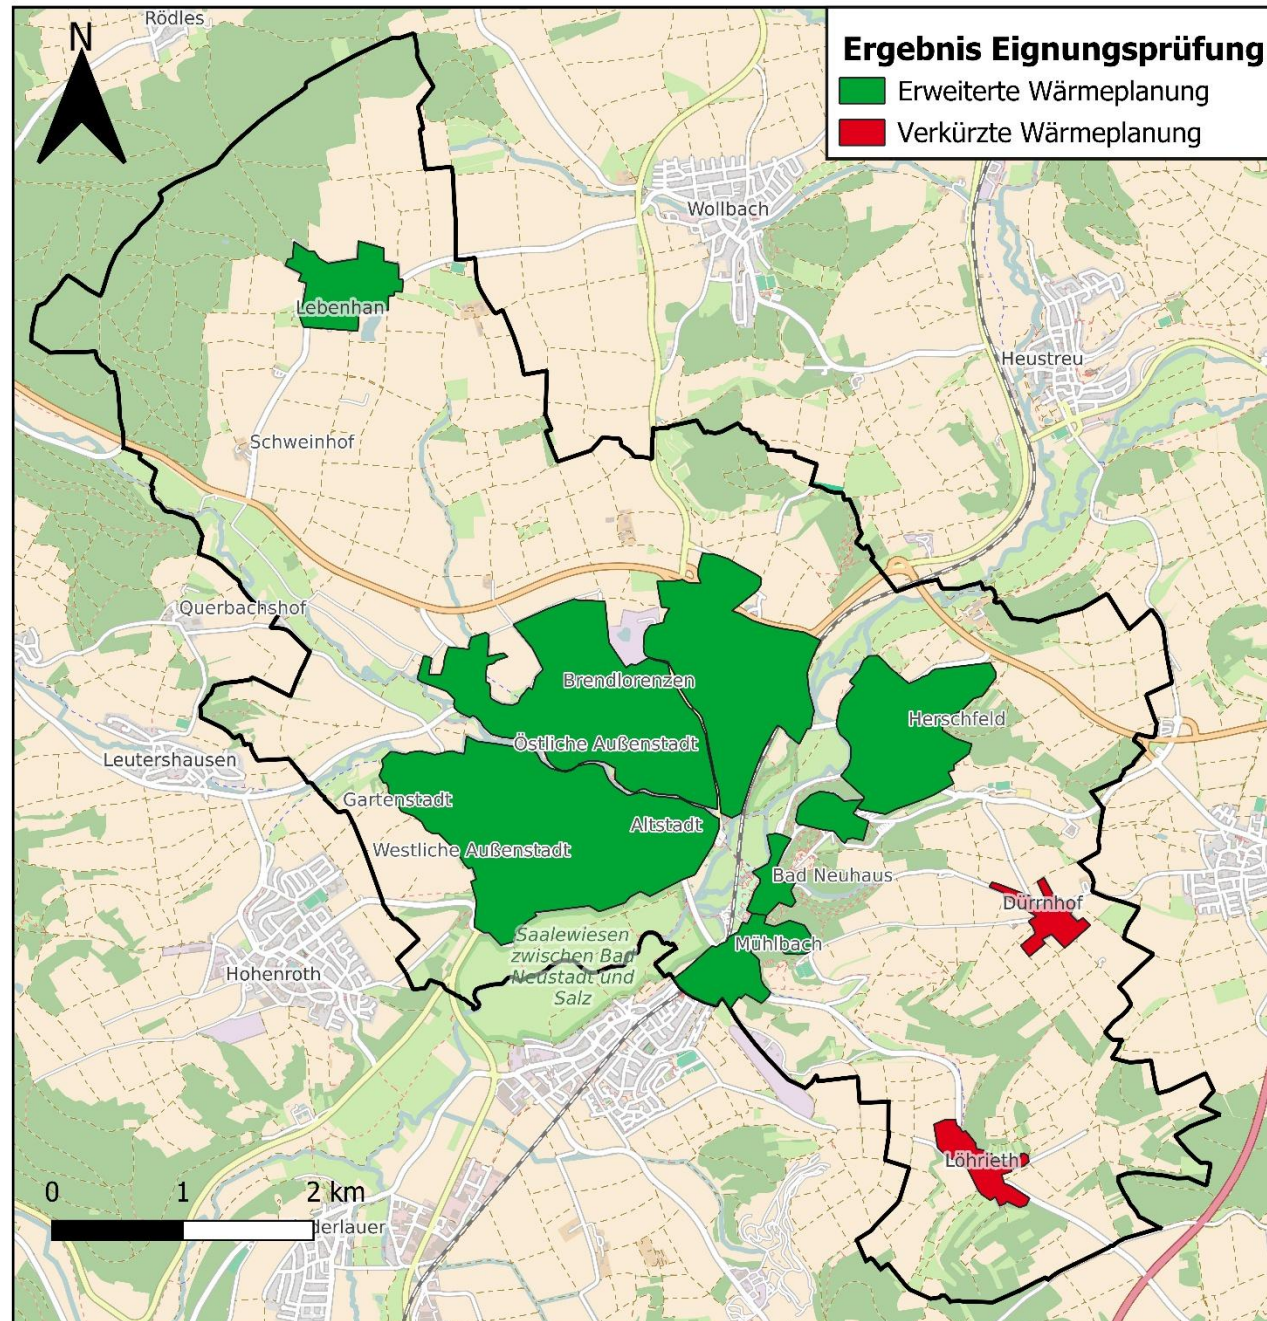 Rödles
N
Ergebnis Eignungsprüfung
Erweiterte Wärmeplanung
Verkürzte Wärmeplanung
Wollbach
Lebenhan
Heustreu
Schweinhof
Querbachshof
Brendlorenzen
Herschfeld
Östliche Außenstadt
Leutershausen
Gartenstadt
Altstadt
Westliche Außenstadt
Bad Neuhaus
Dürrnhof
Mühlbach
Saalewiesen
zwischen Bad
Neustadt und
Salz
Hohenroth
Löhrieth
0 1 2 km
derlauer